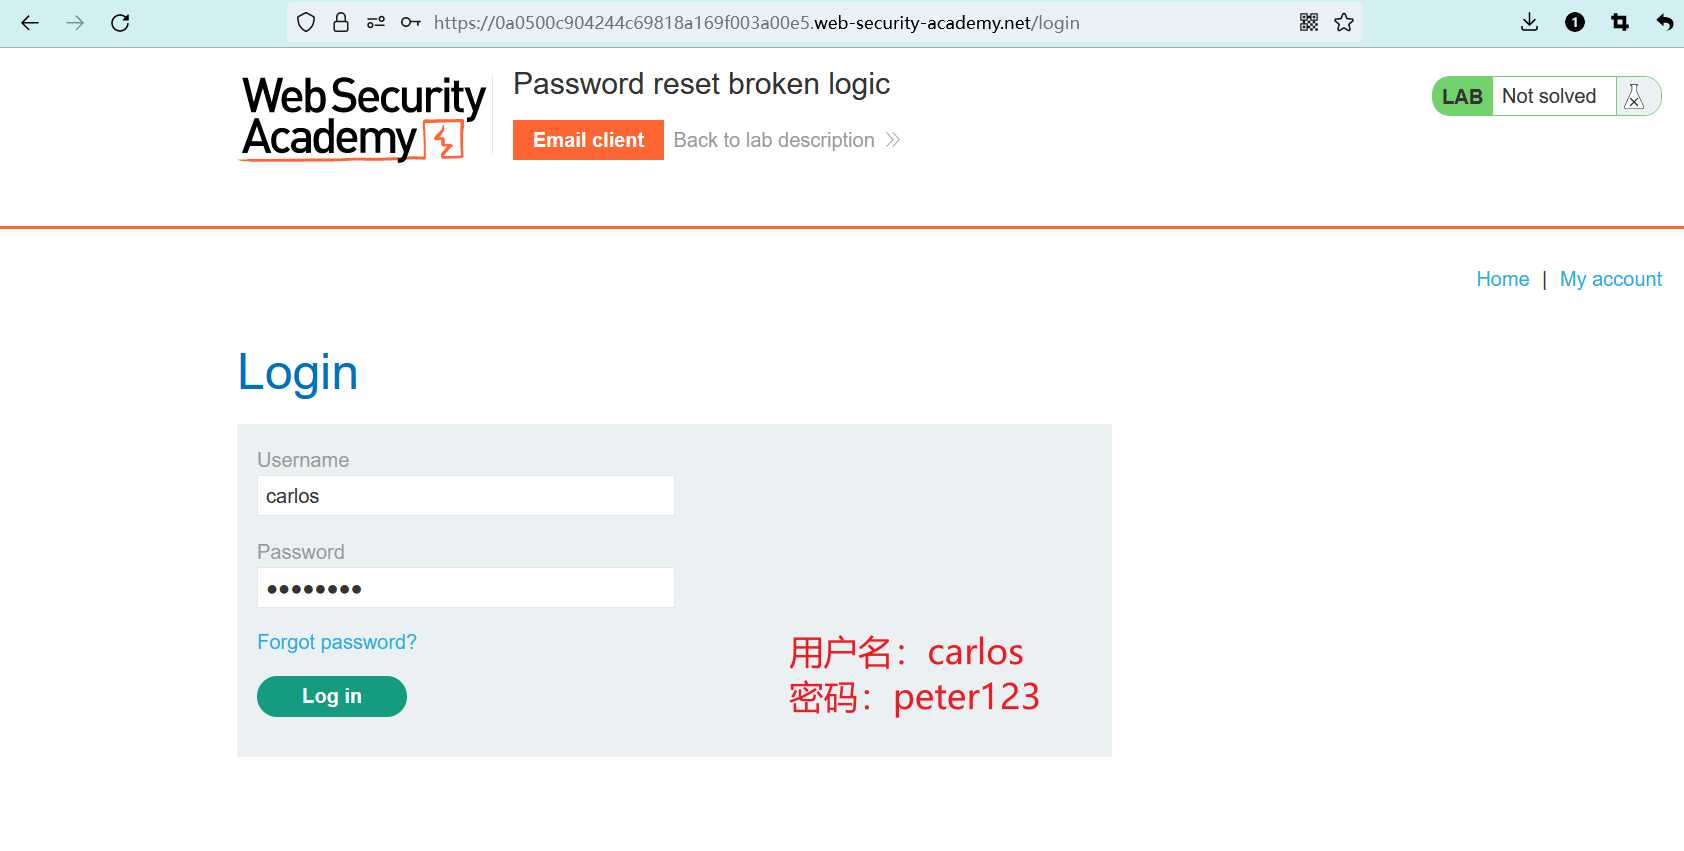 https://0a0500c904244c69818a169f003a00e5.web-security-academy.net/login
1
Web Security
Academy
Password reset broken logic
Email client
Back to lab description
LAB
Not solved
Home | My account
Login
Username
carlos
Password
••••••••
Forgot password?
Log in
用户名：carlos
密码：peter123